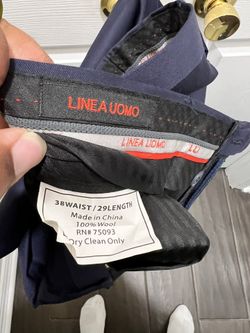 LINEA UOMO
LINEA UOMO
38WAIST/29LENGTH
Made in China
100% Wool
RN# 75093
Dry Clean Only